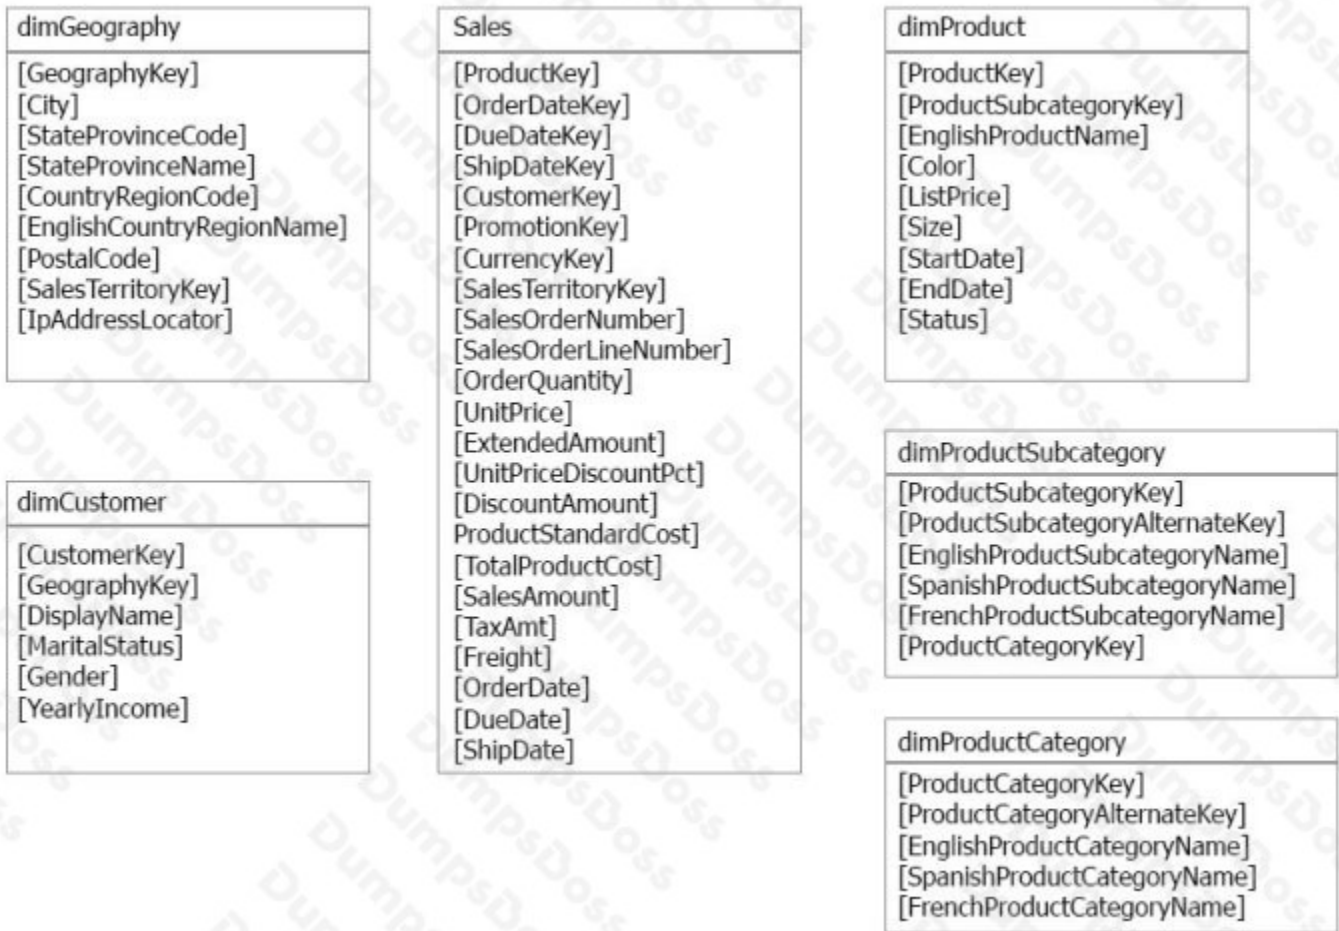 dimGeography
[GeographyKey]
[City]
[StateProvinceCode]
[StateProvinceName]
[CountryRegionCode]
[EnglishCountryRegionName]
[PostalCode]
[SalesTerritoryKey]
[IpAddressLocator]
dimCustomer
[CustomerKey]
[GeographyKey]
[DisplayName]
[MaritalStatus]
[Gender]
[YearlyIncome]
Sales
[ProductKey]
[OrderDateKey]
[DueDateKey]
[ShipDateKey]
[CustomerKey]
[PromotionKey]
[CurrencyKey]
[SalesTerritoryKey]
[SalesOrderNumber]
[SalesOrderLineNumber]
[OrderQuantity]
[UnitPrice]
[ExtendedAmount]
[UnitPriceDiscountPct]
[DiscountAmount]
ProductStandardCost]
[TotalProductCost]
[SalesAmount]
[TaxAmt]
[Freight]
[OrderDate]
[DueDate]
[ShipDate]
dimProduct
[ProductKey]
[ProductSubcategoryKey]
[EnglishProductName]
[Color]
[ListPrice]
[Size]
[StartDate]
[EndDate]
[Status]
dimProductSubcategory
[ProductSubcategoryKey]
[ProductSubcategoryAlternateKey]
[EnglishProductSubcategoryName]
[SpanishProductSubcategoryName]
[FrenchProductSubcategoryName]
[ProductCategoryKey]
dimProductCategory
[ProductCategoryKey]
[ProductCategoryAlternateKey]
[EnglishProductCategoryName]
[SpanishProductCategoryName]
[FrenchProductCategoryName]
DumpsDoss